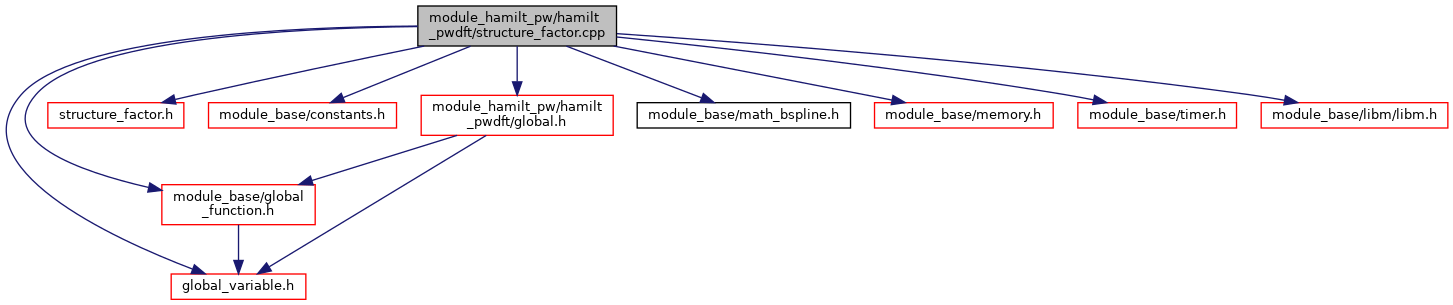 module_hamilt_pw/hamilt
_pwdft/structure_factor.cpp
structure_factor.h
module_base/constants.h
module_hamilt_pw/hamilt
_pwdft/global.h
module_base/math_bspline.h
module_base/memory.h
module_base/timer.h
module_base/libm/libm.h
module_base/global
_function.h
global_variable.h